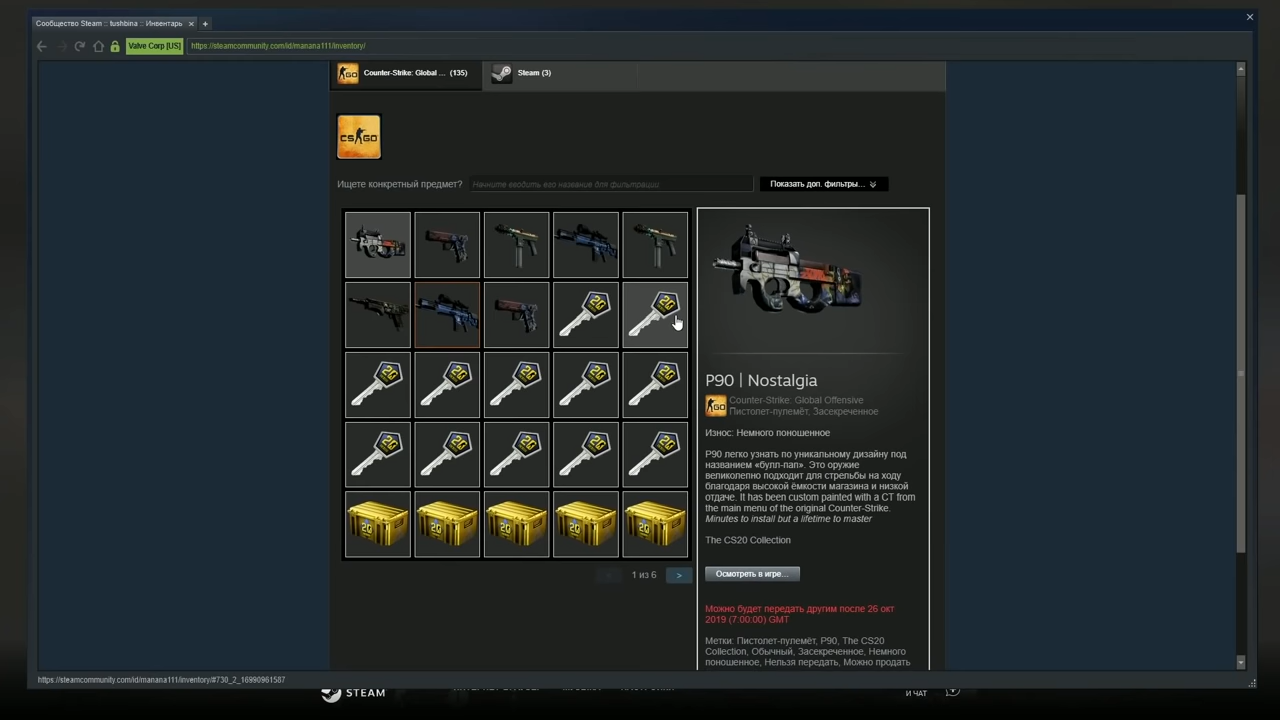 Сообщество Steam :: tushbina :: Инвентарь × +
Valve Corp [US] https://steamcommunity.com/id/manana111/inventory/
Counter-Strike: Global ... (135) Steam (3)
CS GO
Ищете конкретный предмет? Начните вводить его название для фильтрации Показать доп. фильтры...
P90 | Nostalgia
Counter-Strike: Global Offensive
Пистолет-пулемёт, Засекреченное
Износ: Немного поношенное
P90 легко узнать по уникальному дизайну под
названием «булл-пап». Это оружие
великолепно подходит для стрельбы на ходу
благодаря высокой ёмкости магазина и низкой
отдаче. It has been custom painted with a CT from
the main menu of the original Counter-Strike.
Minutes to install but a lifetime to master
The CS20 Collection
1 из 6 >
Осмотреть в игре...
Можно будет передать другим после 26 окт
2019 (7:00:00) GMT
Метки: Пистолет-пулемёт, P90, The CS20
Collection, Обычный, Засекреченное, Немного
поношенное, Нельзя передать, Можно продать
https://steamcommunity.com/id/manana111/inventory/#730_2_16990961587
STEAM
И ЧАТ